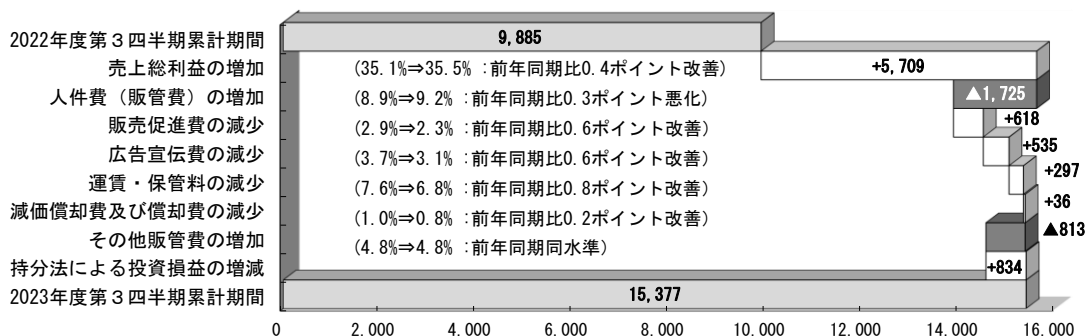 2022年度第３四半期累計期間 9,885
売上総利益の増加 (35.1%⇒35.5% :前年同期比0.4ポイント改善) +5,709
人件費（販管費）の増加 (8.9%⇒9.2% :前年同期比0.3ポイント悪化) ▲1,725
販売促進費の減少 (2.9%⇒2.3% :前年同期比0.6ポイント改善) +618
広告宣伝費の減少 (3.7%⇒3.1% :前年同期比0.6ポイント改善) +535
運賃・保管料の減少 (7.6%⇒6.8% :前年同期比0.8ポイント改善) +297
減価償却費及び償却費の減少 (1.0%⇒0.8% :前年同期比0.2ポイント改善) +36
その他販管費の増加 (4.8%⇒4.8% :前年同期同水準) ▲813
持分法による投資損益の増減 +834
2023年度第３四半期累計期間 15,377
0 2,000 4,000 6,000 8,000 10,000 12,000 14,000 16,000